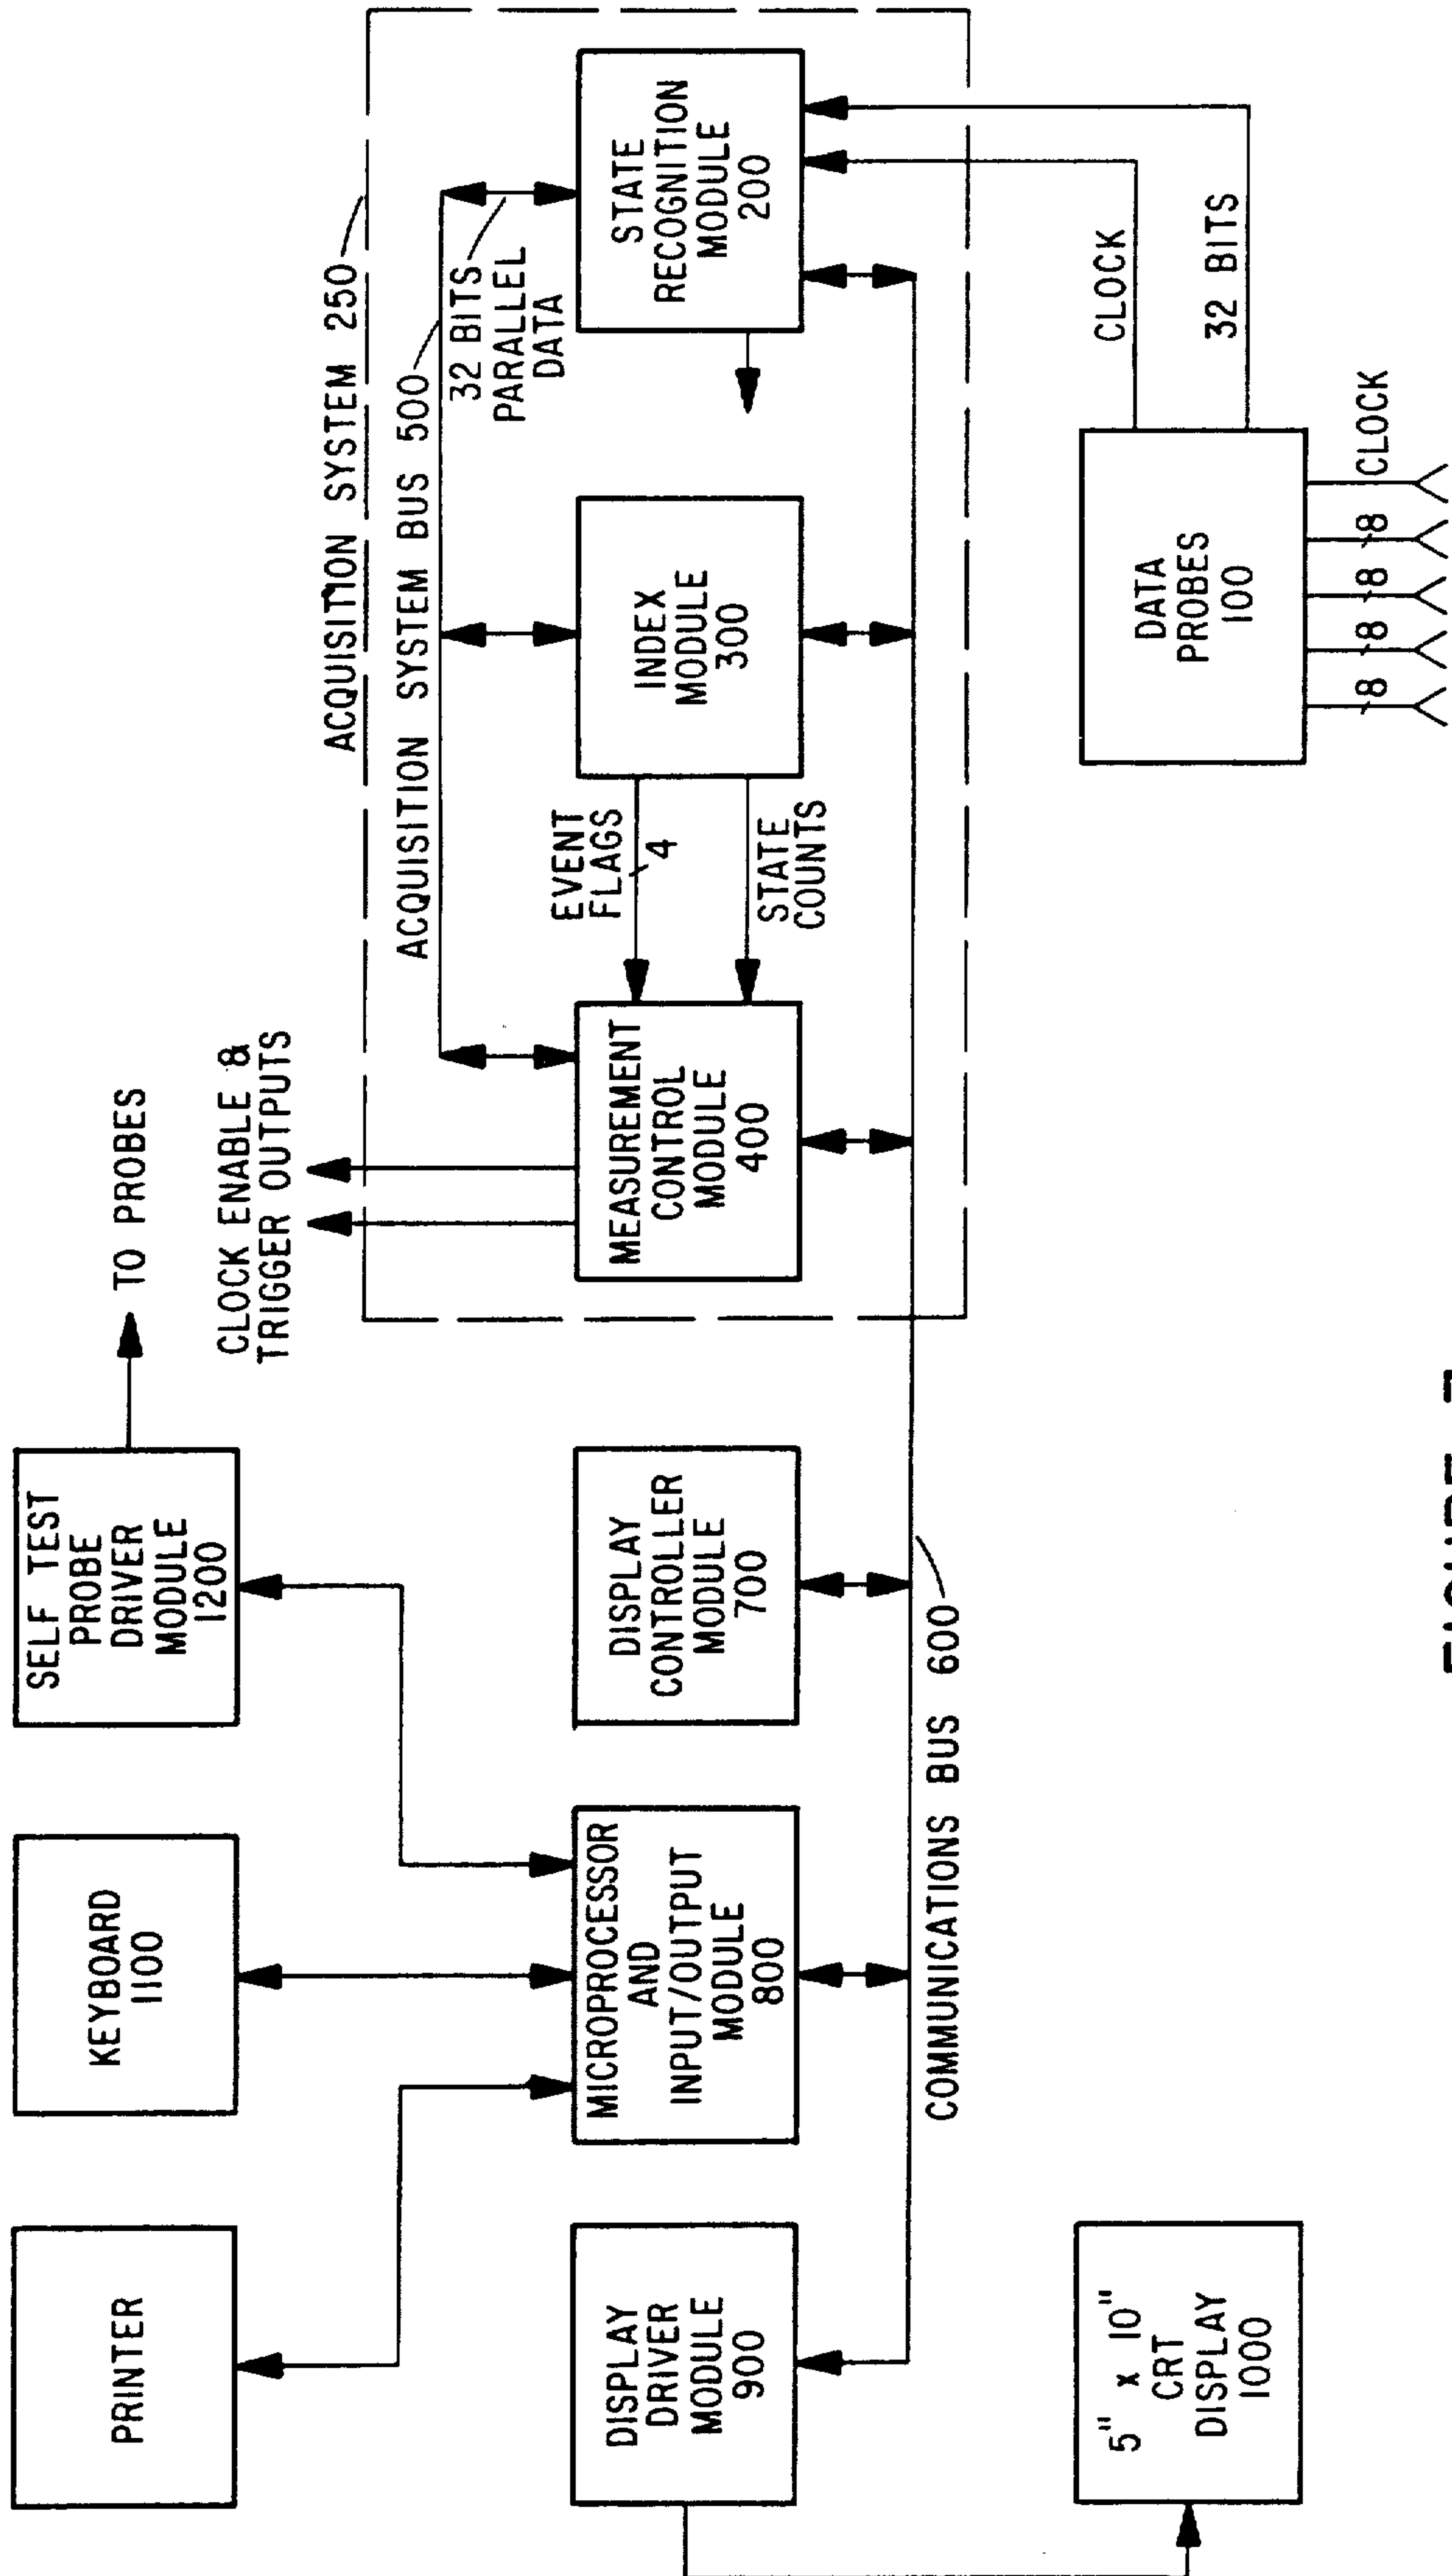 PRINTER
KEYBOARD
1100
SELF TEST
PROBE
DRIVER
MODULE
1200
TO PROBES
CLOCK ENABLE &
TRIGGER OUTPUTS
ACQUISITION SYSTEM 250
ACQUISITION SYSTEM BUS 500
32 BITS
PARALLEL
DATA
DISPLAY
DRIVER
MODULE
900
MICROPROCESSOR
AND
INPUT/OUTPUT
MODULE
800
DISPLAY
CONTROLLER
MODULE
700
MEASUREMENT
CONTROL
MODULE
400
EVENT
FLAGS
4
STATE
COUNTS
INDEX
MODULE
300
STATE
RECOGNITION
MODULE
200
COMMUNICATIONS BUS 600
5" x 10"
CRT
DISPLAY
1000
DATA
PROBES
100
CLOCK
32 BITS
8
8
8
8
CLOCK
FIGURE